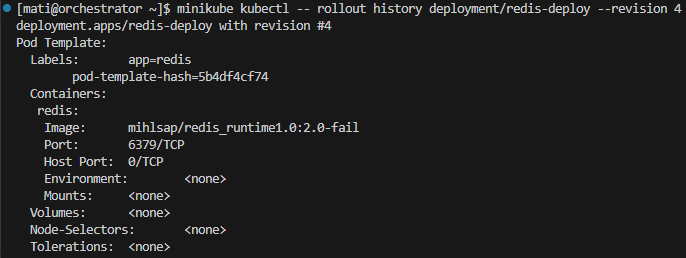 [mati@orchestrator ~]$ minikube kubectl -- rollout history deployment/redis-deploy --revision 4
deployment.apps/redis-deploy with revision #4
Pod Template:
  Labels:       app=redis
        pod-template-hash=5b4df4cf74
  Containers:
   redis:
    Image:      mihlsap/redis_runtime1.0:2.0-fail
    Port:       6379/TCP
    Host Port:  0/TCP
    Environment:        <none>
    Mounts:     <none>
  Volumes:      <none>
  Node-Selectors:       <none>
  Tolerations:  <none>